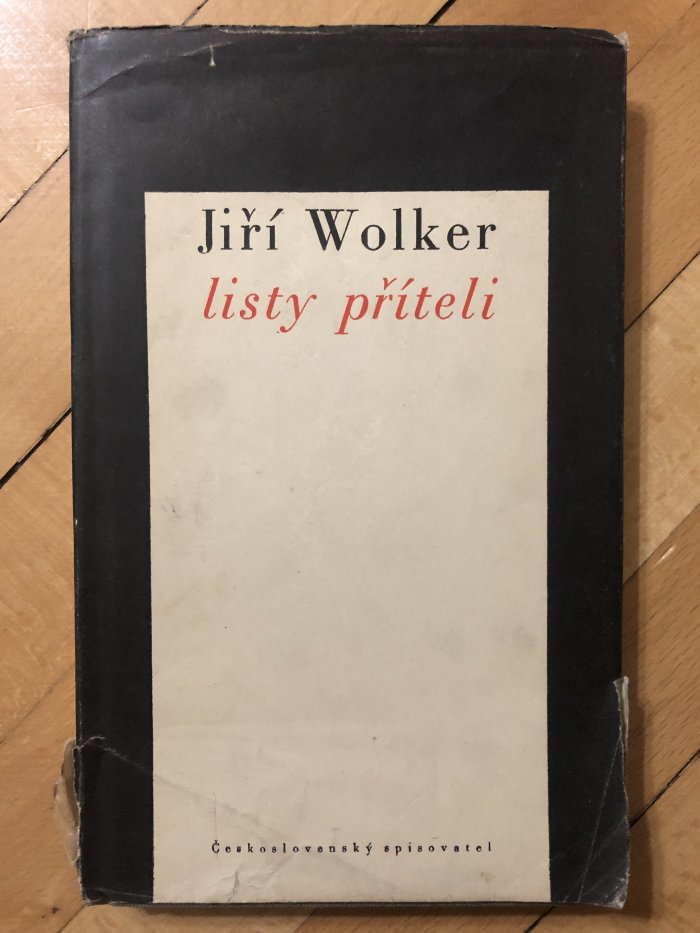 Jiří Wolker
listy příteli
Československý spisovatel